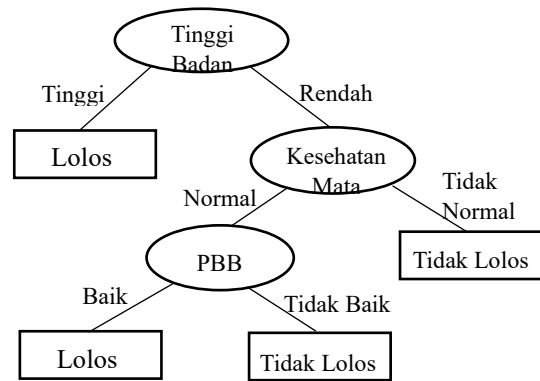 Tinggi
Badan
Tinggi
Rendah
Lolos
Kesehatan
Mata
Normal
Tidak
Normal
PBB
Tidak Lolos
Baik
Tidak Baik
Lolos
Tidak Lolos